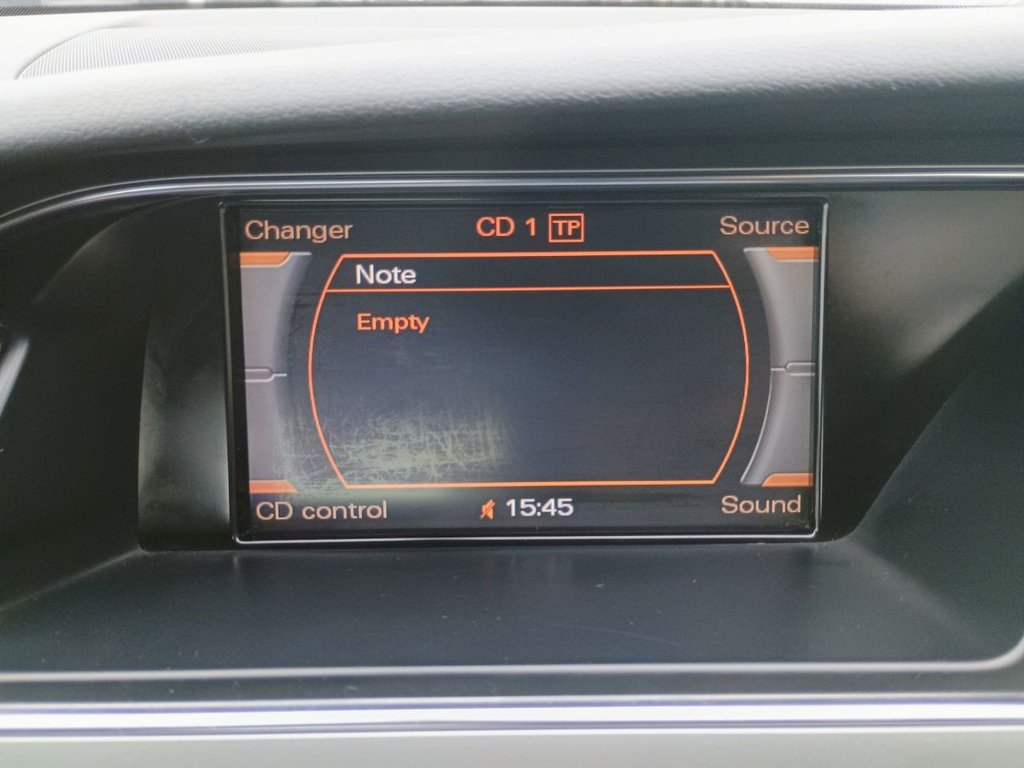 Changer CD 1 TP Source
Note
Empty
CD control 15:45 Sound